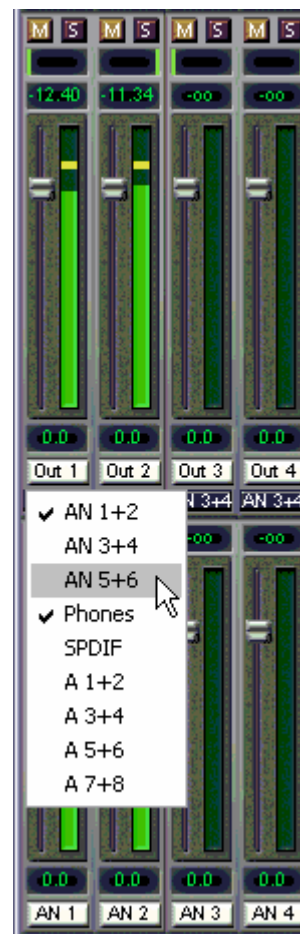 M S M S M S M S
-12.40 -11.34 -oo -oo
0.0 0.0 0.0 0.0
Out 1 Out 2 Out 3 Out 4
AN 3+4 AN 3+4
AN 1+2
AN 3+4
-oo -oo
AN 5+6
Phones
SPDIF
A 1+2
A 3+4
A 5+6
A 7+8
0.0 0.0 0.0 0.0
AN 1 AN 2 AN 3 AN 4